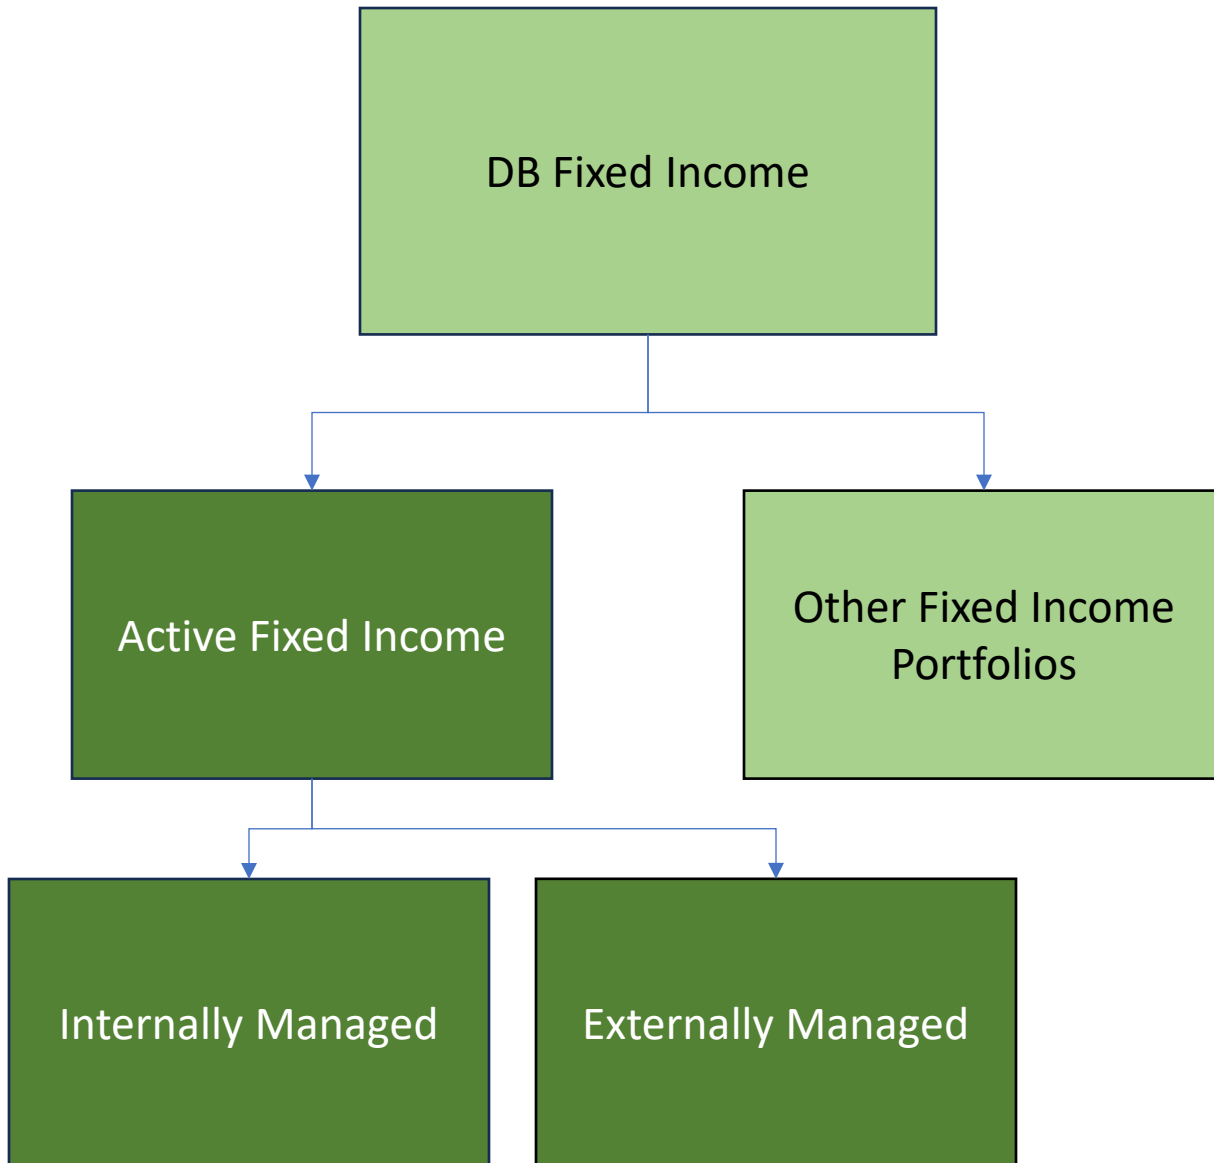 DB Fixed Income
Active Fixed Income
Other Fixed Income
Portfolios
Internally Managed
Externally Managed